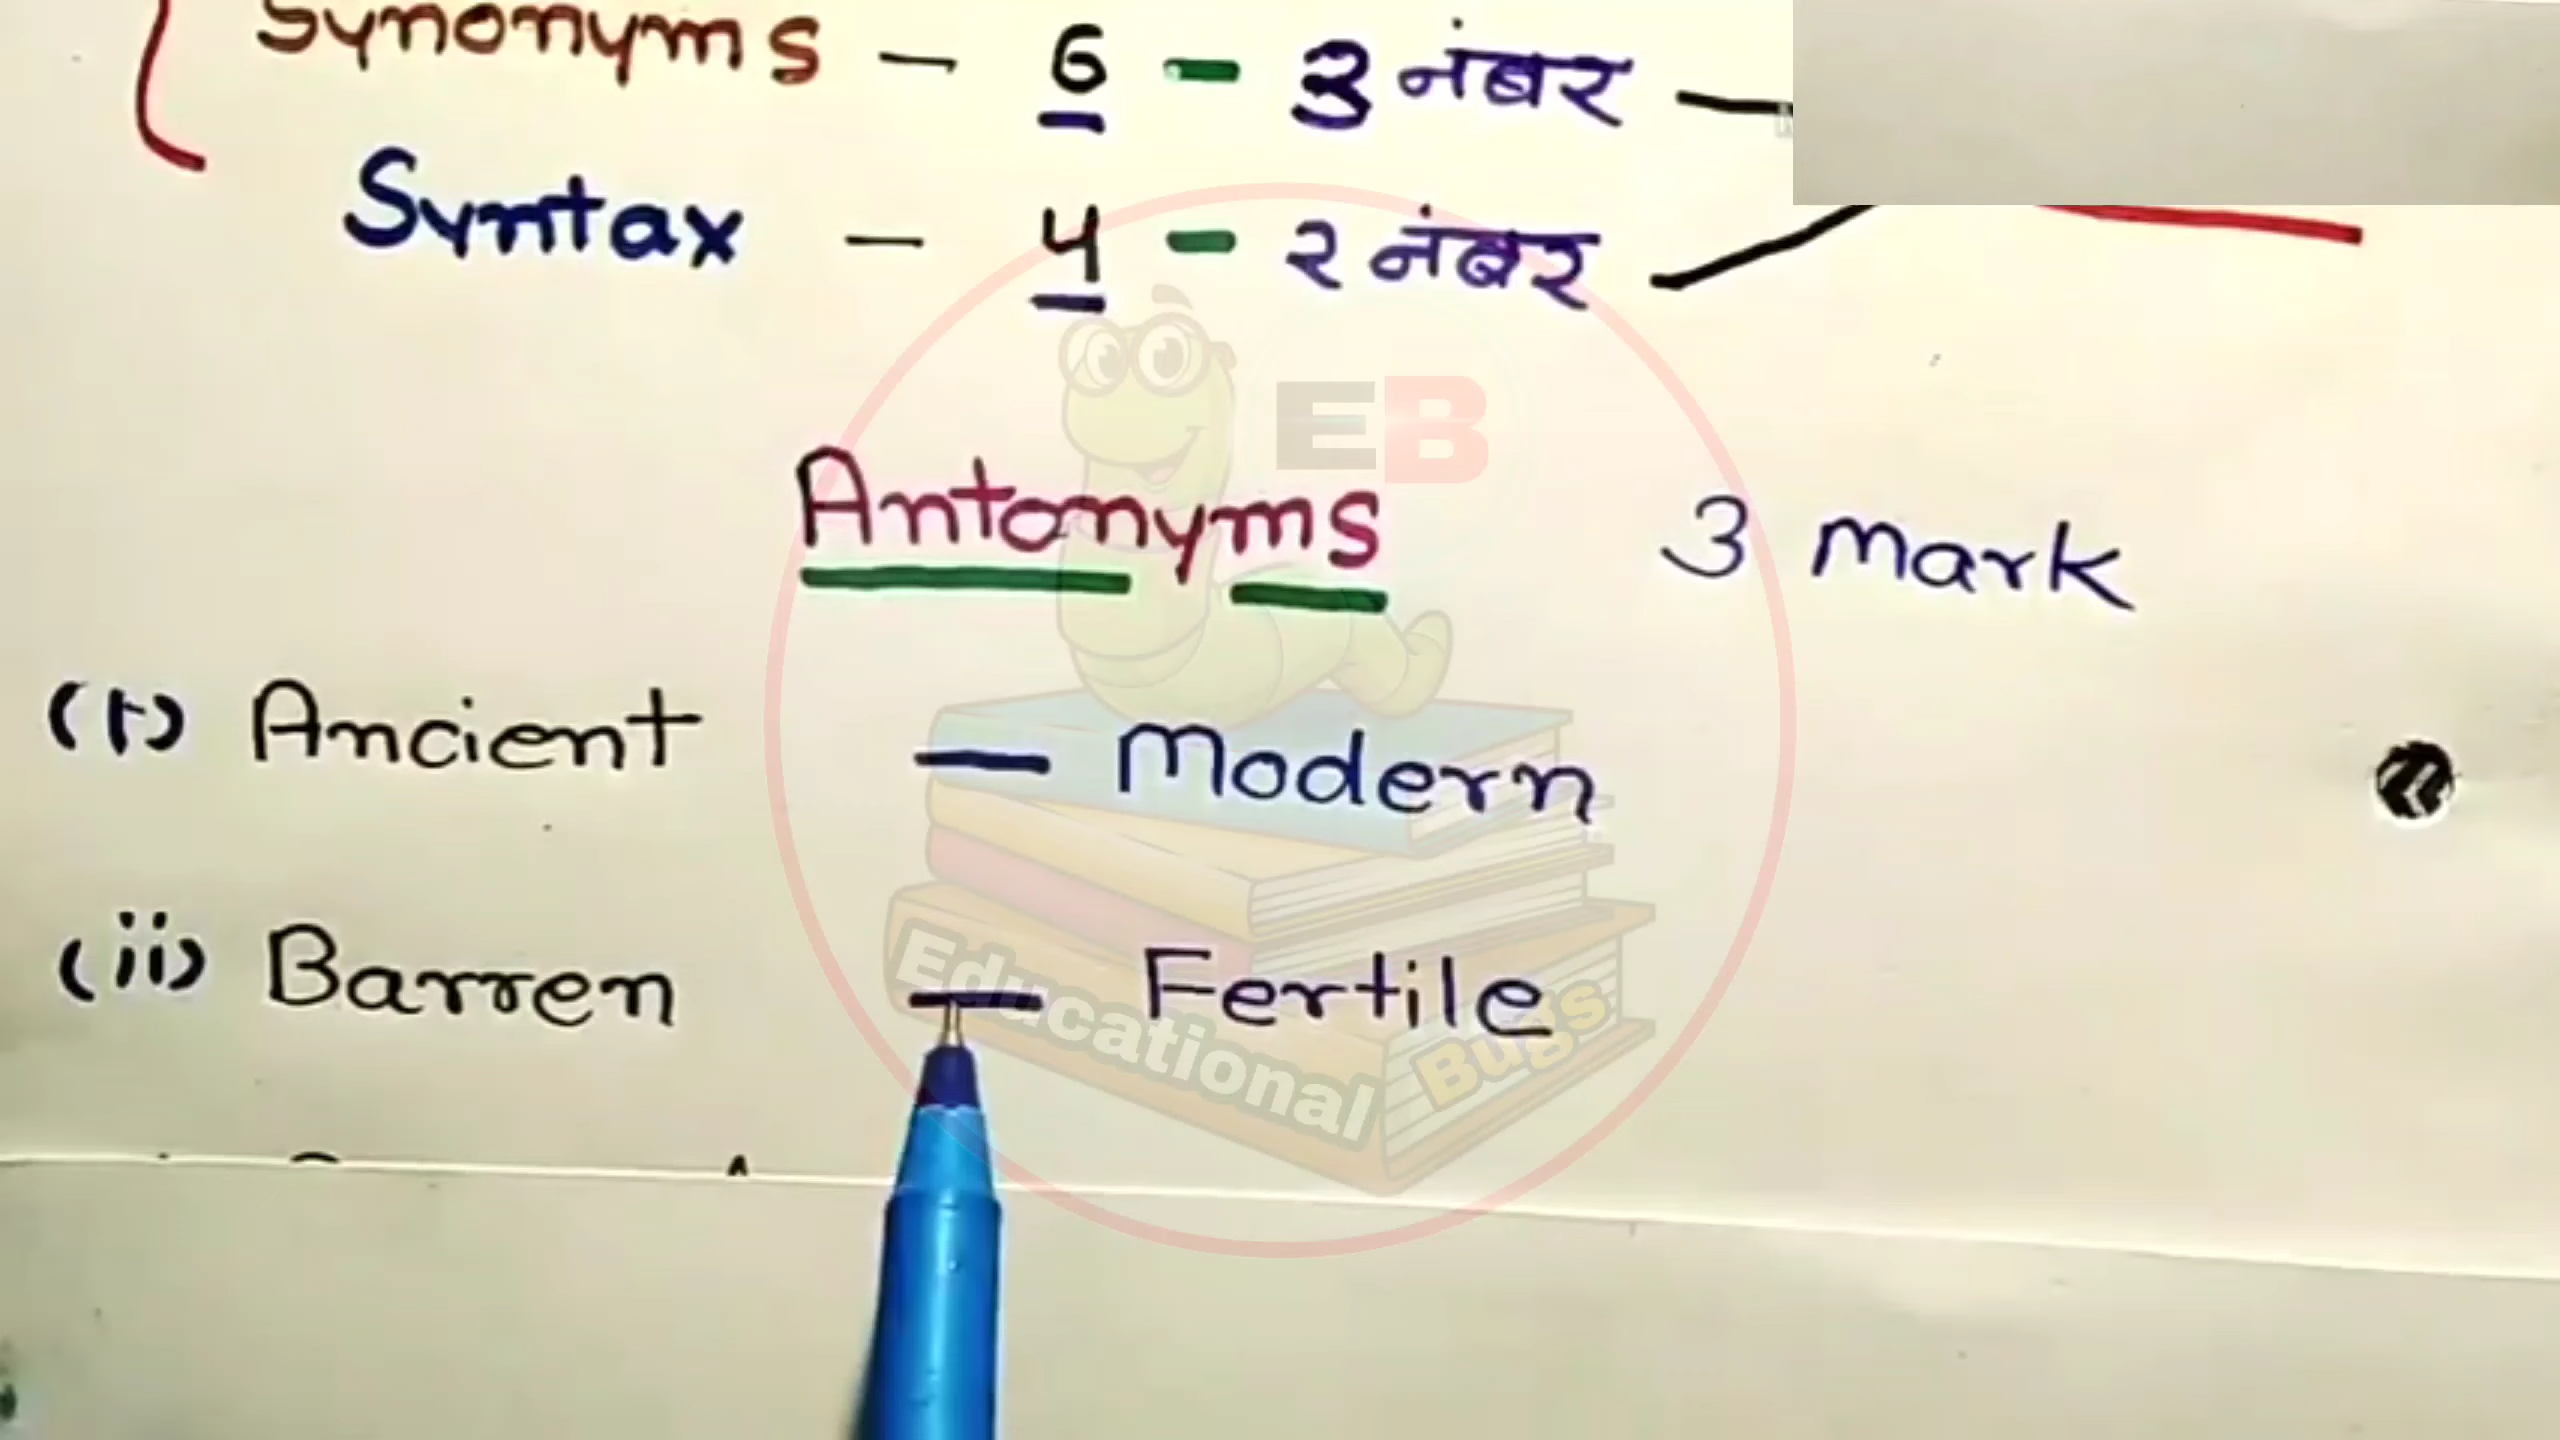 Synonyms - 6 - 3 नंबर -
Syntax - 4 - २ नंबर
EB
Antonyms 3 Mark
(i) Ancient - Modern
(ii) Barren - Fertile
Educational Bugs